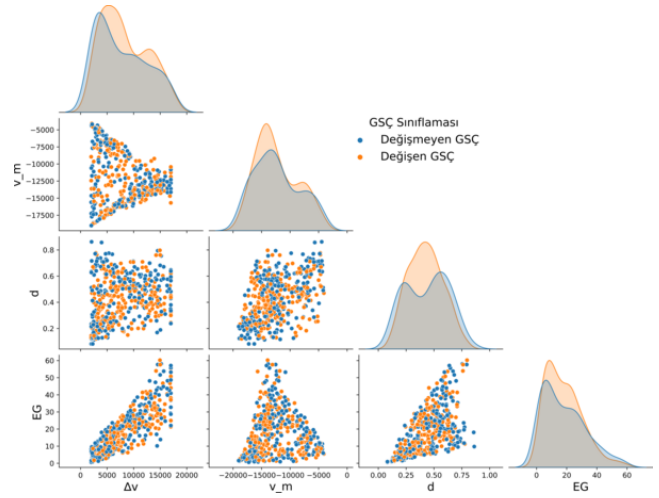 GSÇ Sınıflaması
Değişmeyen GSÇ
Değişen GSÇ
v_m
−5000
−7500
−10000
−12500
−15000
−17500
d
0.8
0.6
0.4
0.2
EG
60
50
40
30
20
10
0
0 5000 10000 15000 20000
−20000 −15000 −10000 −5000 0
0.00 0.25 0.50 0.75 1.00
0 20 40 60
Δv v_m d EG